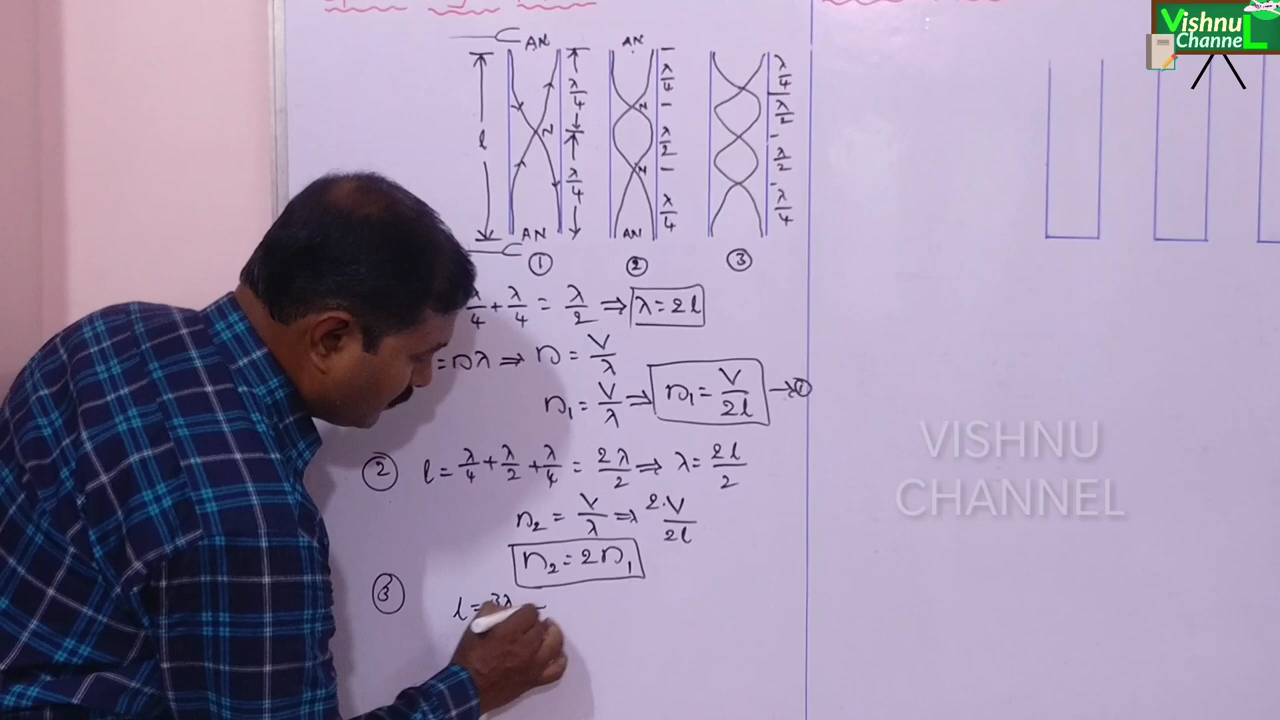 Vishnu
Channel
AN AN
l λ/4 N λ/4 λ/4 N λ/2 N λ/4 λ/4 λ/2 λ/2 λ/4
AN AN
① ② ③
λ/4 + λ/4 = λ/2 ⇒ λ = 2l
= nλ ⇒ n = V/λ
n₁ = V/λ ⇒ n₁ = V/2l → ①
② l = λ/4 + λ/2 + λ/4 = 2λ/2 ⇒ λ = 2l/2
n₂ = V/λ ⇒ 2·V/2l
n₂ = 2n₁
③
l = 3λ
VISHNU
CHANNEL